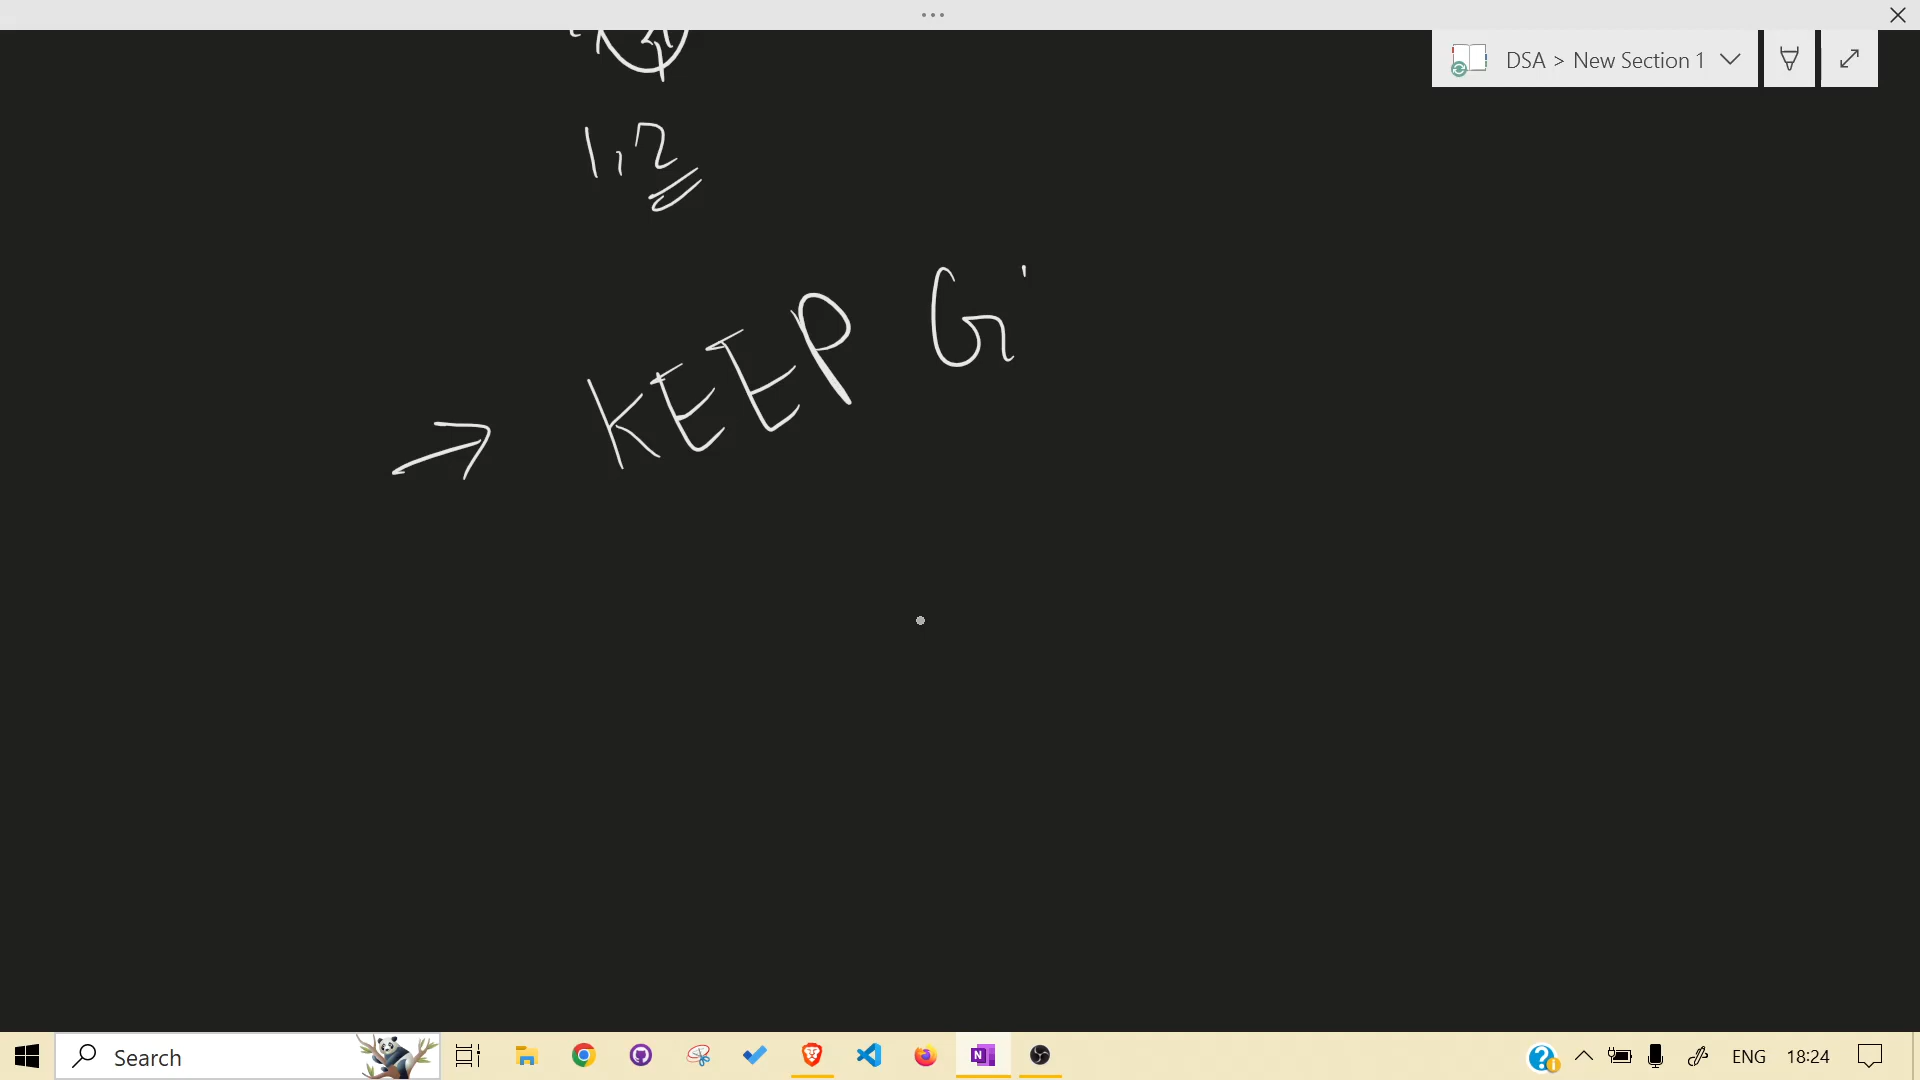 DSA > New Section 1
1,2
→ KEEP G
Search
ENG 18:24